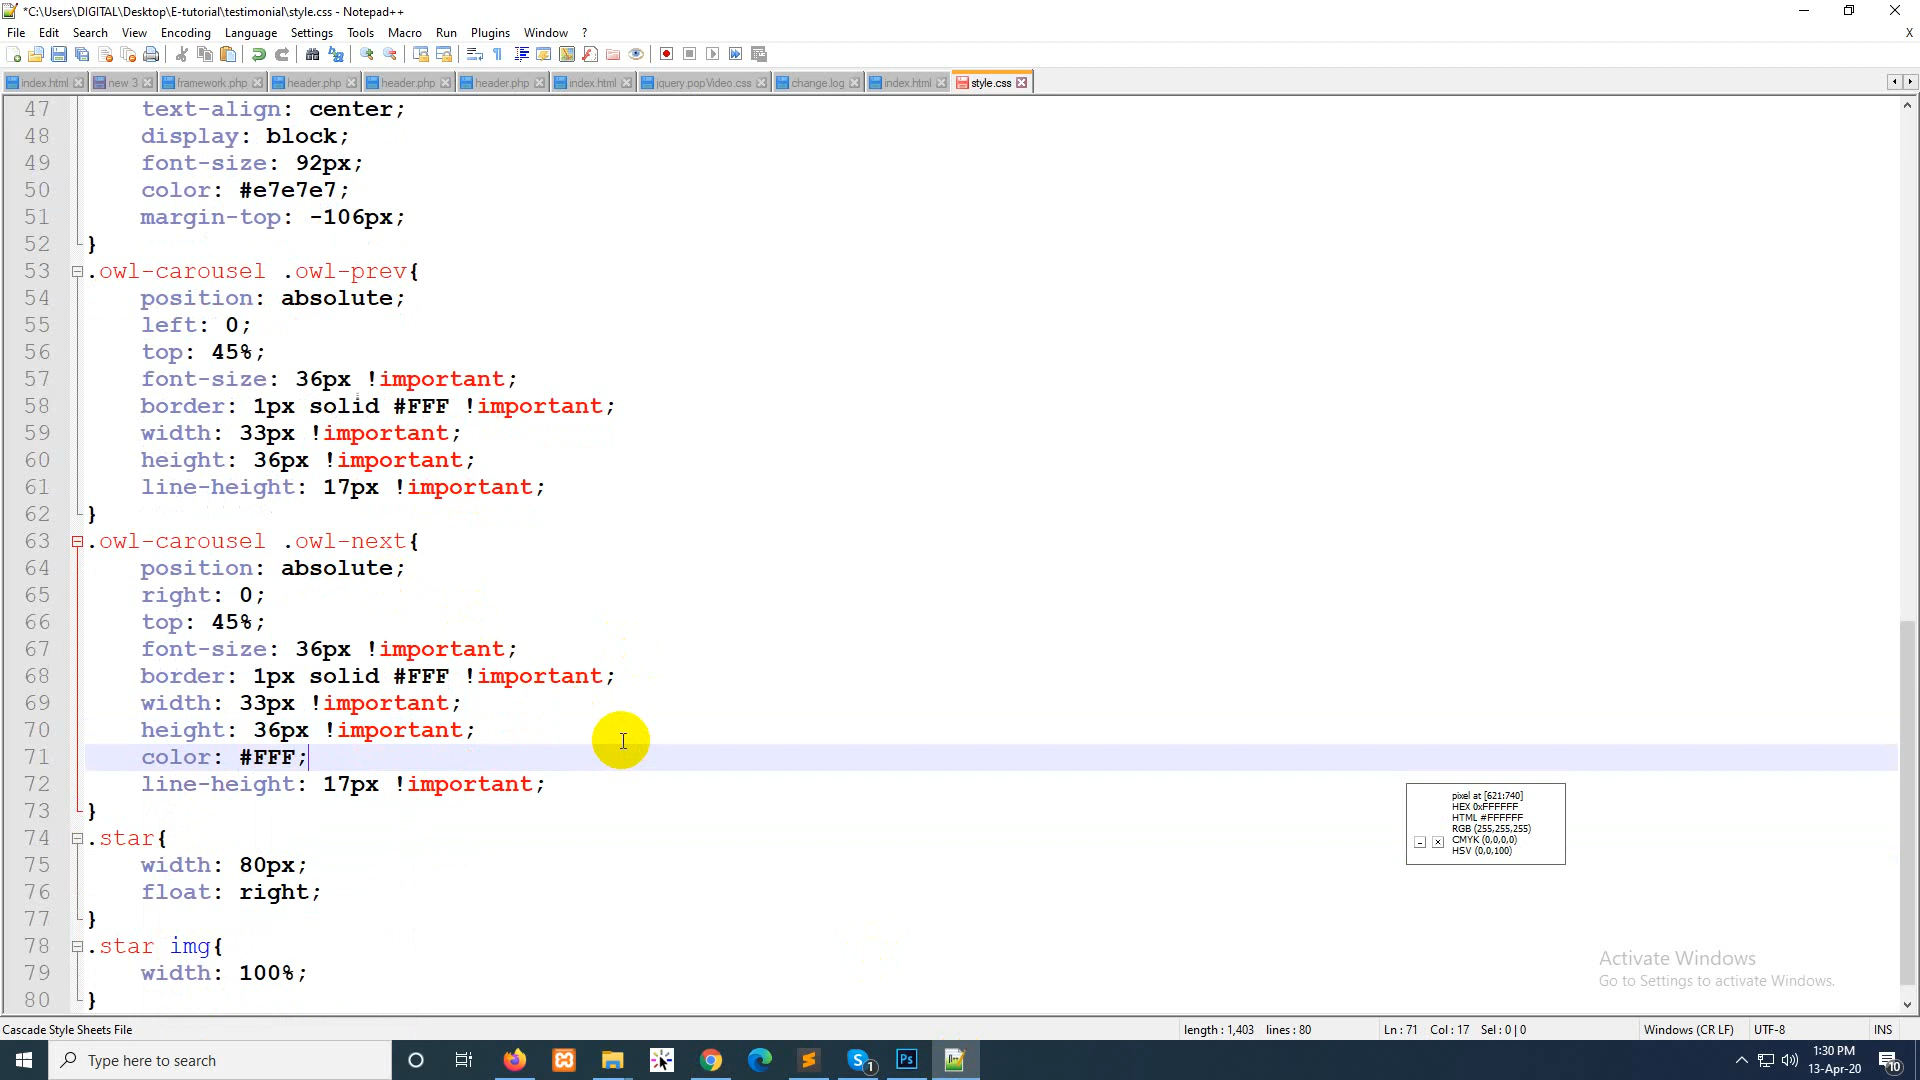 *C:\Users\DIGITAL\Desktop\E-tutorial\testimonial\style.css - Notepad++
File Edit Search View Encoding Language Settings Tools Macro Run Plugins Window ? X
index.html new 3 framework.php header.php header.php header.php index.html jquery.popVideo.css change.log index.html style.css
47 text-align: center;
48 display: block;
49 font-size: 92px;
50 color: #e7e7e7;
51 margin-top: -106px;
52 }
53 .owl-carousel .owl-prev{
54 position: absolute;
55 left: 0;
56 top: 45%;
57 font-size: 36px !important;
58 border: 1px solid #FFF !important;
59 width: 33px !important;
60 height: 36px !important;
61 line-height: 17px !important;
62 }
63 .owl-carousel .owl-next{
64 position: absolute;
65 right: 0;
66 top: 45%;
67 font-size: 36px !important;
68 border: 1px solid #FFF !important;
69 width: 33px !important;
70 height: 36px !important;
71 color: #FFF;
72 line-height: 17px !important;
73 }
74 .star{
75 width: 80px;
76 float: right;
77 }
78 .star img{
79 width: 100%;
80 }
pixel at [621:740]
HEX 0xFFFFFF
HTML #FFFFFF
RGB (255,255,255)
CMYK (0,0,0,0)
HSV (0,0,100)
Activate Windows
Go to Settings to activate Windows.
Cascade Style Sheets File length : 1,403 lines : 80 Ln : 71 Col : 17 Sel : 0 | 0 Windows (CR LF) UTF-8 INS
Type here to search
1
Ps
1:30 PM
13-Apr-20
10